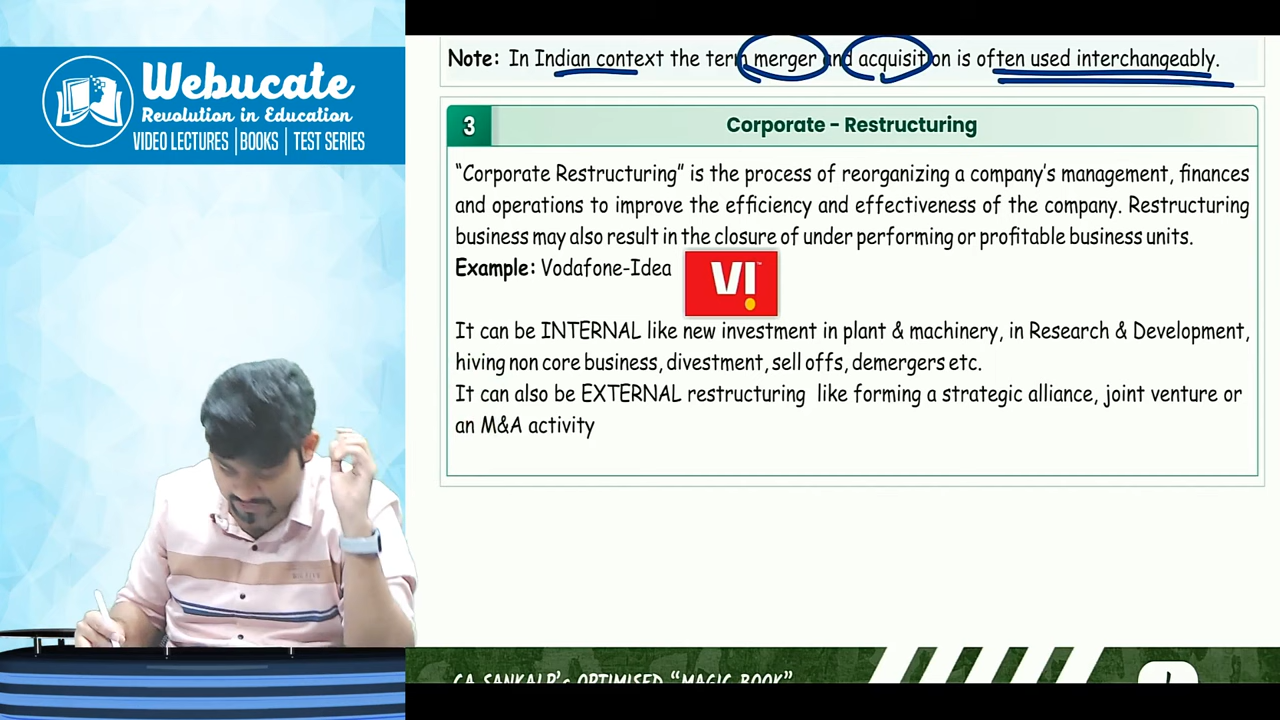 Webucate
Revolution in Education
VIDEO LECTURES | BOOKS | TEST SERIES
Note: In Indian context the term merger and acquisition is often used interchangeably.
3
Corporate - Restructuring
“Corporate Restructuring” is the process of reorganizing a company's management, finances
and operations to improve the efficiency and effectiveness of the company. Restructuring
business may also result in the closure of under performing or profitable business units.
Example: Vodafone-Idea
VI
It can be INTERNAL like new investment in plant & machinery, in Research & Development,
hiving non core business, divestment, sell offs, demergers etc.
It can also be EXTERNAL restructuring like forming a strategic alliance, joint venture or
an M&A activity
CA SANKALP's OPTIMISED “MAGIC BOOK”